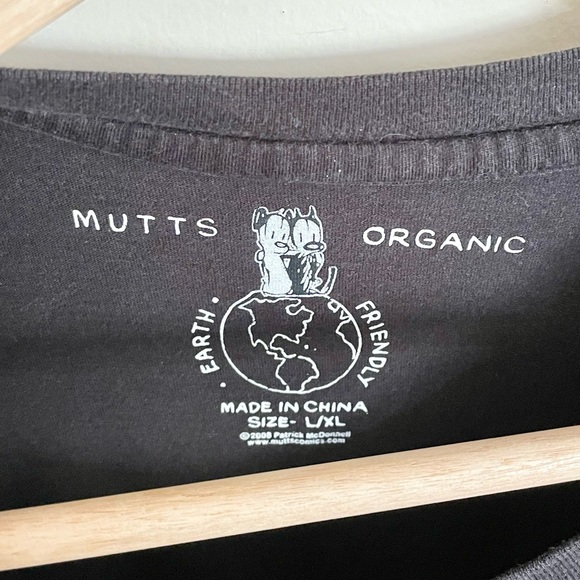 MUTTS ORGANIC
· EARTH · FRIENDLY
MADE IN CHINA
SIZE- L/XL
©2008 Patrick McDonnell
www.muttscomics.com